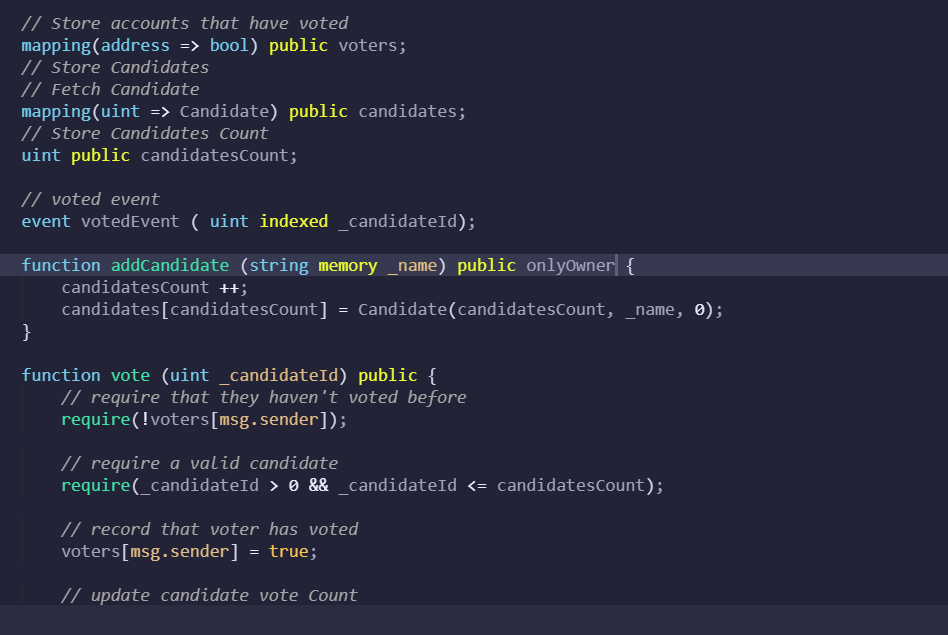 // Store accounts that have voted
mapping(address => bool) public voters;
// Store Candidates
// Fetch Candidate
mapping(uint => Candidate) public candidates;
// Store Candidates Count
uint public candidatesCount;
// voted event
event votedEvent ( uint indexed _candidateId);
function addCandidate (string memory _name) public onlyOwner {
candidatesCount ++;
candidates[candidatesCount] = Candidate(candidatesCount, _name, 0);
}
function vote (uint _candidateId) public {
// require that they haven't voted before
require(!voters[msg.sender]);
// require a valid candidate
require(_candidateId > 0 && _candidateId <= candidatesCount);
// record that voter has voted
voters[msg.sender] = true;
// update candidate vote Count